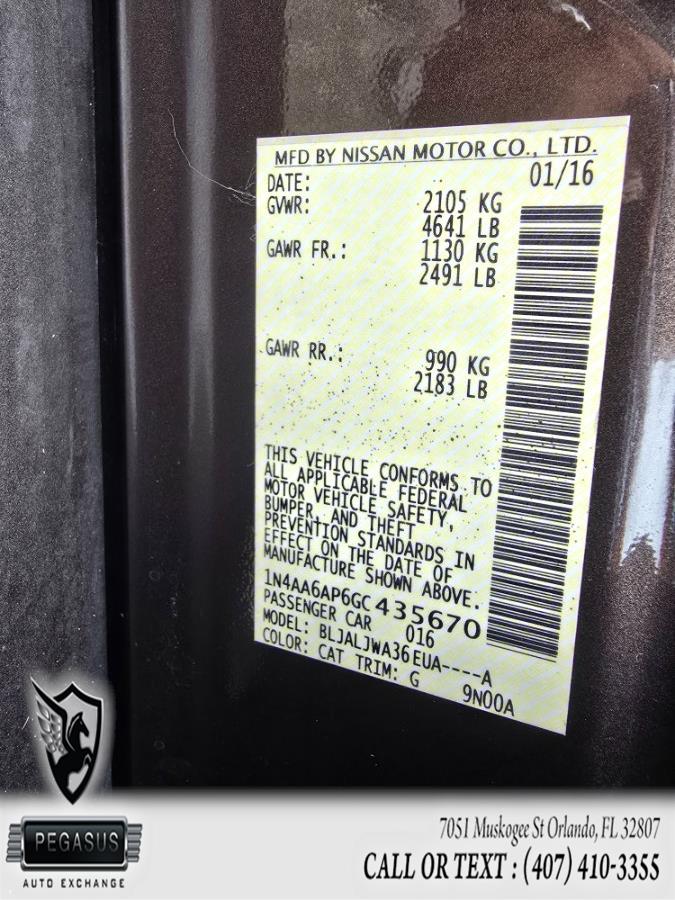 MFD BY NISSAN MOTOR CO., LTD.
DATE: 01/16
GVWR: 2105 KG
4641 LB
GAWR FR.: 1130 KG
2491 LB
GAWR RR.: 990 KG
2183 LB
THIS VEHICLE CONFORMS TO
ALL APPLICABLE FEDERAL
MOTOR VEHICLE SAFETY,
BUMPER, AND THEFT
PREVENTION STANDARDS IN
EFFECT ON THE DATE OF
MANUFACTURE SHOWN ABOVE.
1N4AA6AP6GC435670
PASSENGER CAR 016
MODEL: BLJALJWA36EUA----A
COLOR: CAT TRIM: G 9N00A
PEGASUS
AUTO EXCHANGE
7051 Muskogee St Orlando, FL 32807
CALL OR TEXT : (407) 410-3355